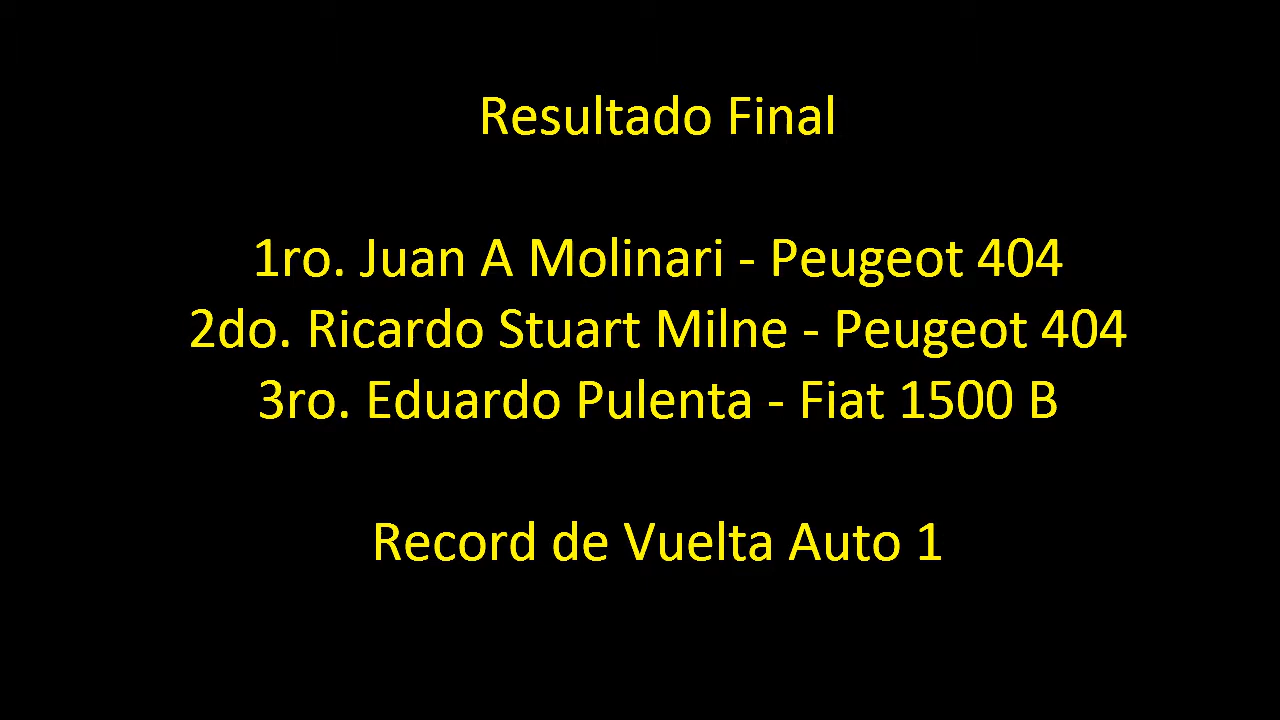 Resultado Final
1ro. Juan A Molinari - Peugeot 404
2do. Ricardo Stuart Milne - Peugeot 404
3ro. Eduardo Pulenta - Fiat 1500 B
Record de Vuelta Auto 1